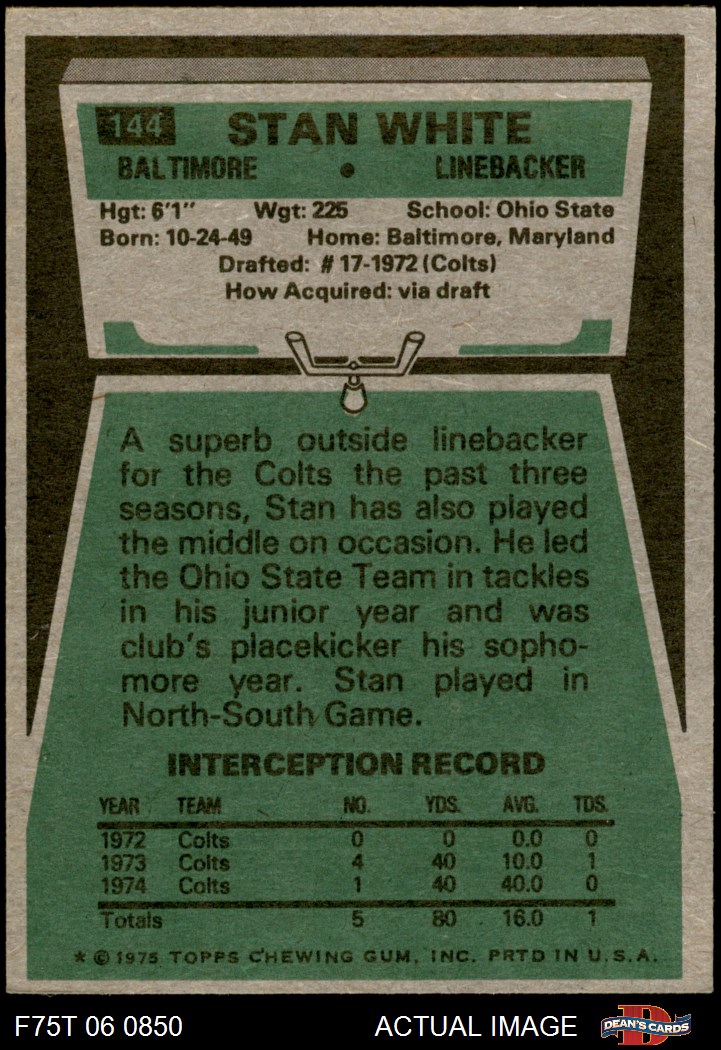 144 STAN WHITE
BALTIMORE • LINEBACKER
Hgt: 6'1" Wgt: 225 School: Ohio State
Born: 10-24-49 Home: Baltimore, Maryland
Drafted: # 17-1972 (Colts)
How Acquired: via draft
A superb outside linebacker
for the Colts the past three
seasons, Stan has also played
the middle on occasion. He led
the Ohio State Team in tackles
in his junior year and was
club's placekicker his sopho-
more year. Stan played in
North-South Game.
INTERCEPTION RECORD
YEAR TEAM NO. YDS. AVG. TDS.
1972 Colts 0 0 0.0 0
1973 Colts 4 40 10.0 1
1974 Colts 1 40 40.0 0
Totals 5 80 16.0 1
* © 1975 TOPPS CHEWING GUM, INC. PRTD IN U.S.A.
F75T 06 0850 ACTUAL IMAGE D DEAN'S CARDS